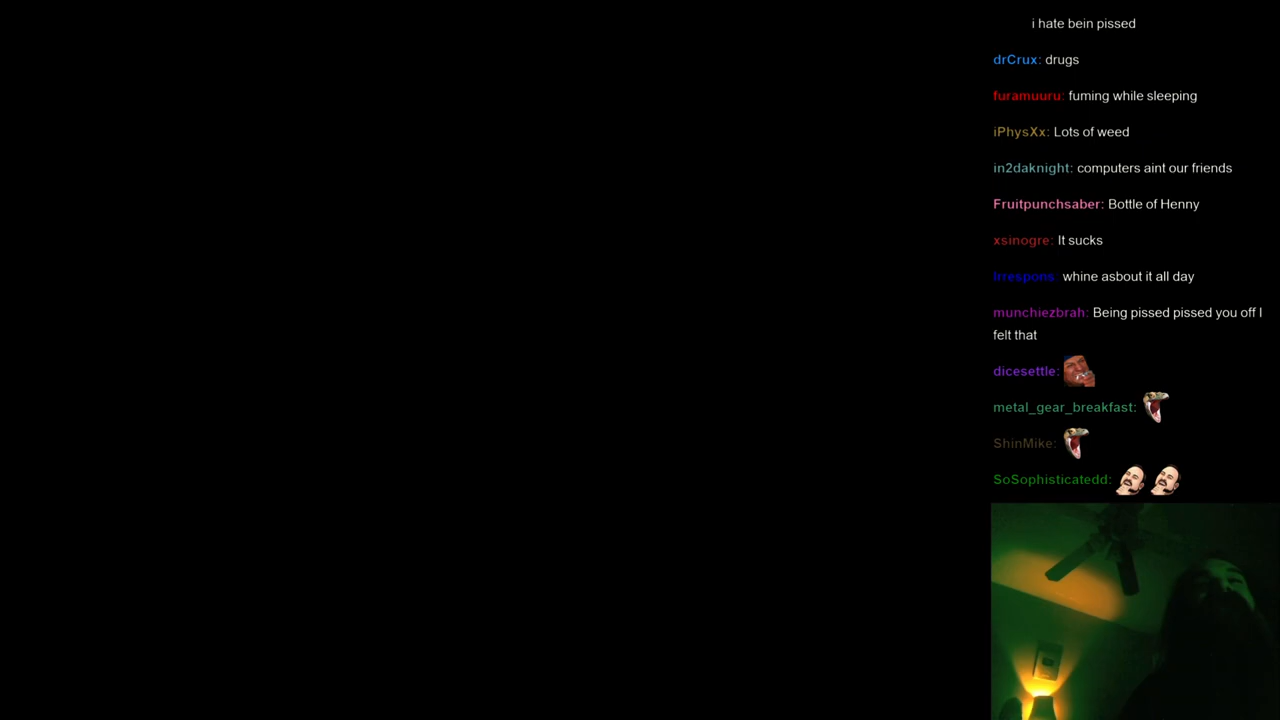 i hate bein pissed
drCrux: drugs
furamuuru: fuming while sleeping
iPhysXx: Lots of weed
in2daknight: computers aint our friends
Fruitpunchsaber: Bottle of Henny
xsinogre: It sucks
Irrespons: whine asbout it all day
munchiezbrah: Being pissed pissed you off I
felt that
dicesettle:
metal_gear_breakfast:
ShinMike:
SoSophisticatedd: